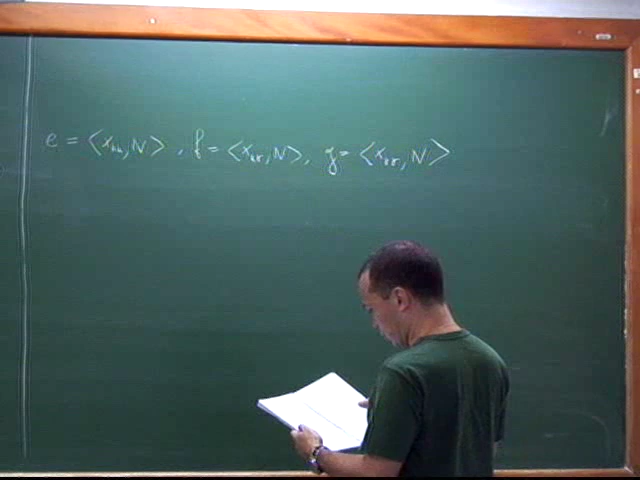 e = <x_uu, N>, f = <x_uv, N>, g = <x_vv, N>